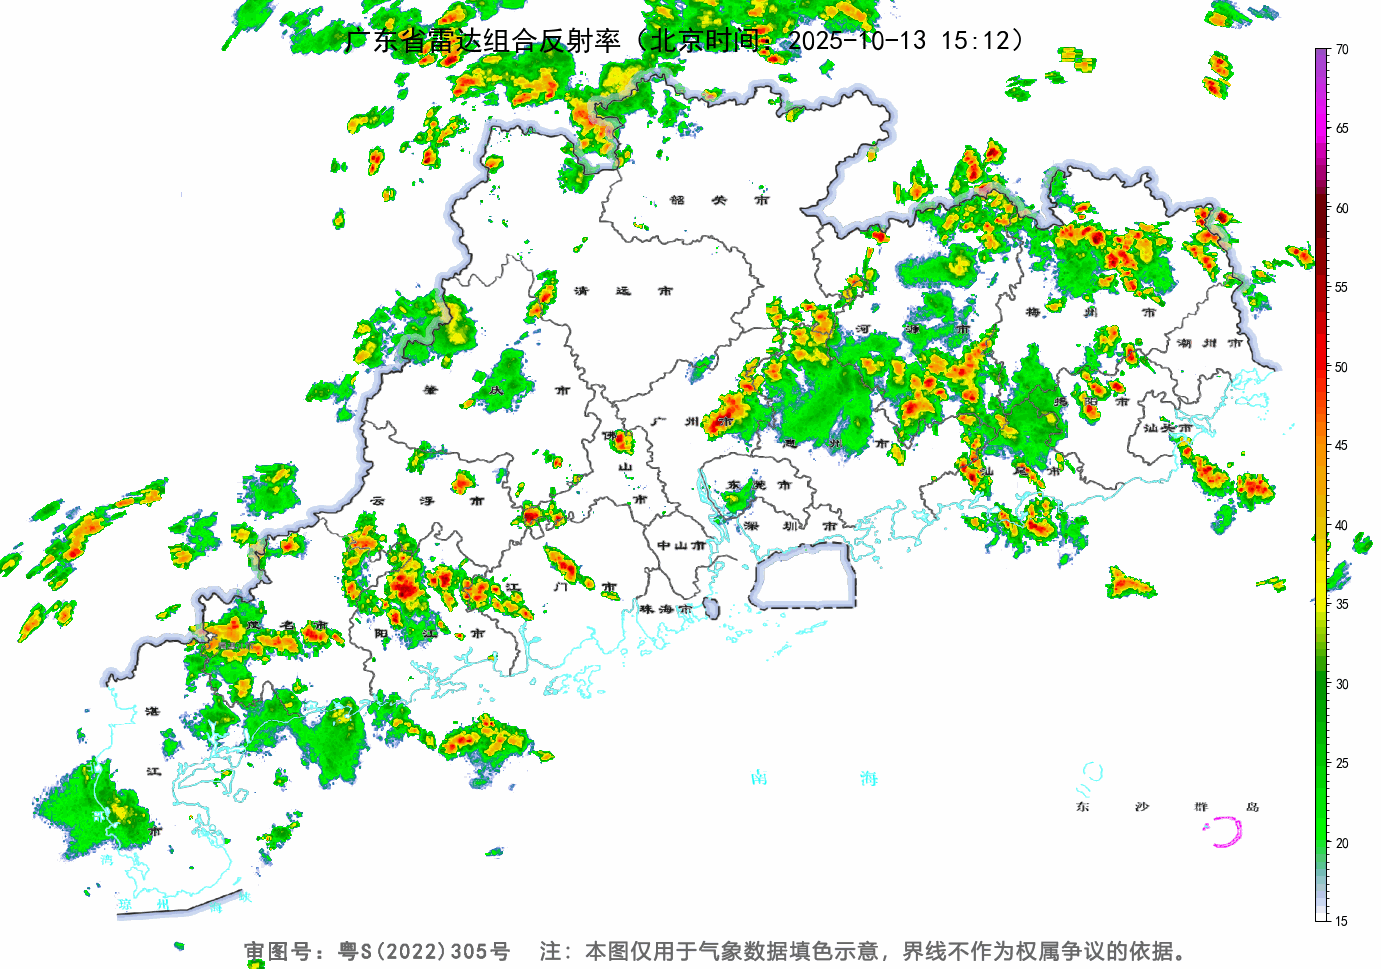 广东省雷达组合反射率（北京时间：2025-10-13 15:12）
70
65
60
55
50
45
40
35
30
25
20
15
韶关市
清远市
河源市
梅州市
潮州市
肇庆市
广州市
佛山市
惠州市
揭阳市
汕头市
汕尾市
云浮市
东莞市
深圳市
中山市
江门市
珠海市
茂名市
阳江市
湛江市
南海
东沙群岛
湾
琼州海峡
审图号：粤S(2022)305号 注：本图仅用于气象数据填色示意，界线不作为权属争议的依据。